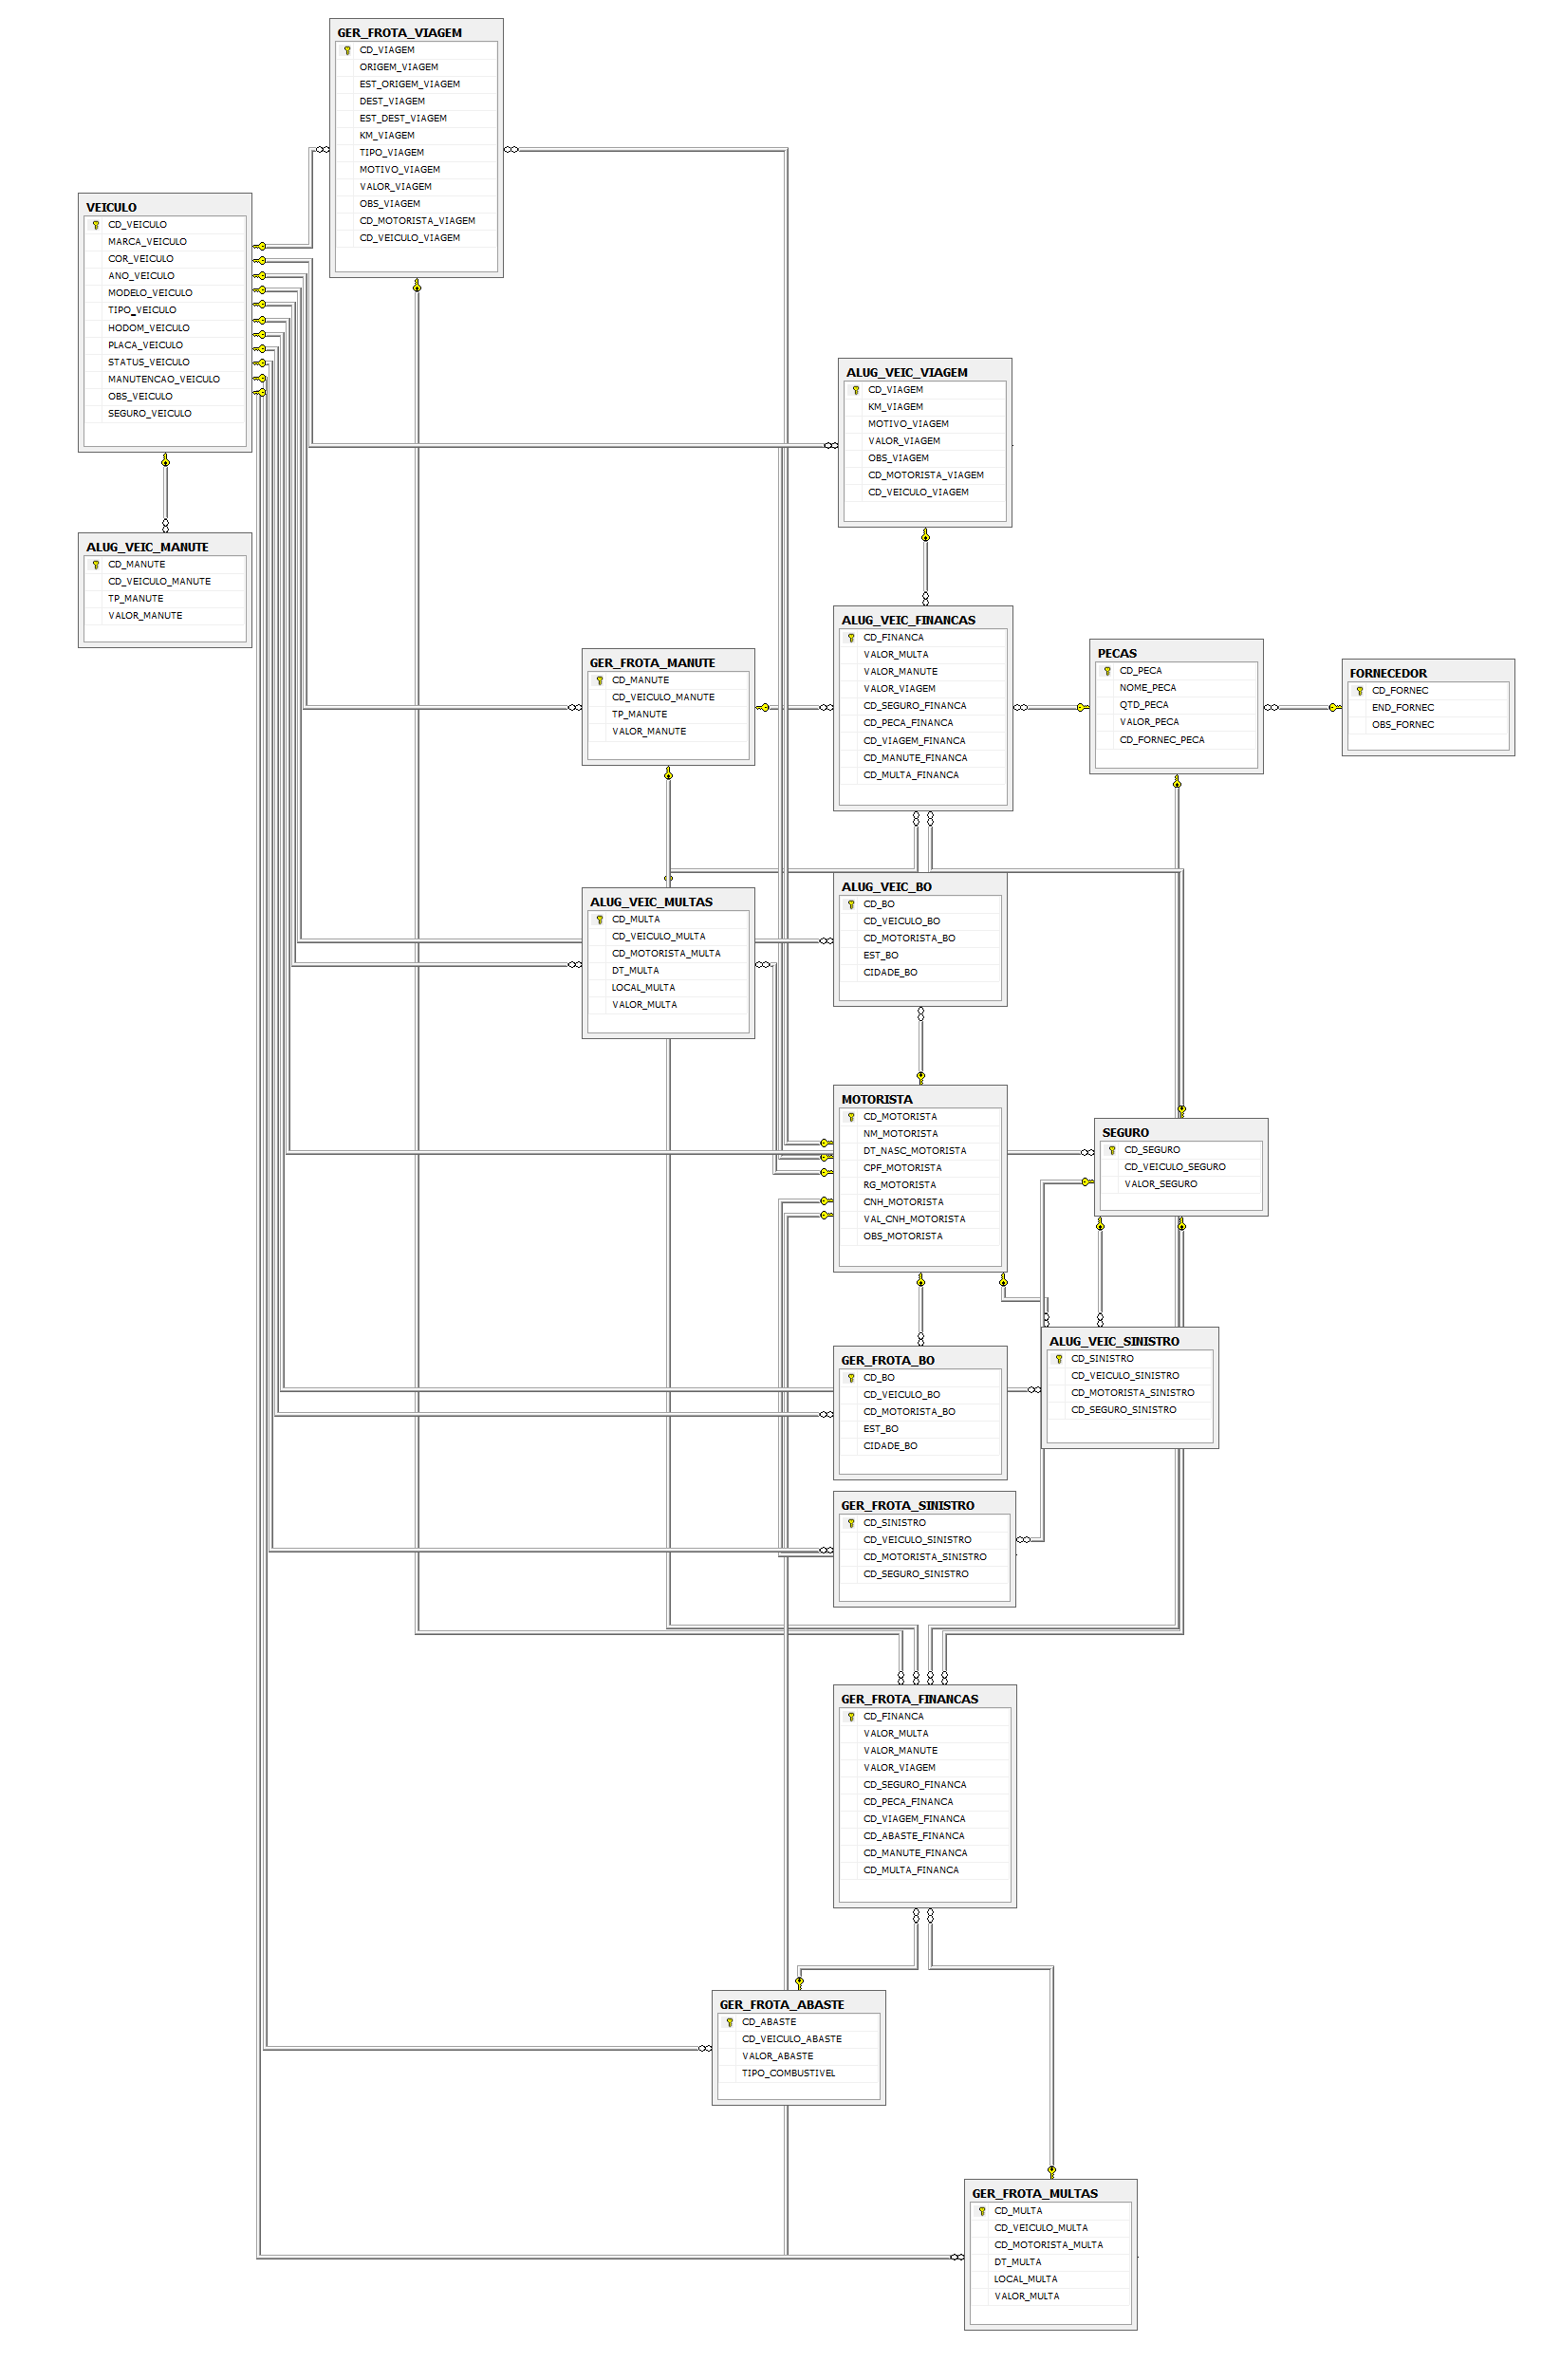 GER_FROTA_VIAGEM
CD_VIAGEM
ORIGEM_VIAGEM
EST_ORIGEM_VIAGEM
DEST_VIAGEM
EST_DEST_VIAGEM
KM_VIAGEM
TIPO_VIAGEM
MOTIVO_VIAGEM
VALOR_VIAGEM
OBS_VIAGEM
CD_MOTORISTA_VIAGEM
CD_VEICULO_VIAGEM
VEICULO
CD_VEICULO
MARCA_VEICULO
COR_VEICULO
ANO_VEICULO
MODELO_VEICULO
TIPO_VEICULO
HODOM_VEICULO
PLACA_VEICULO
STATUS_VEICULO
MANUTENCAO_VEICULO
OBS_VEICULO
SEGURO_VEICULO
ALUG_VEIC_VIAGEM
CD_VIAGEM
KM_VIAGEM
MOTIVO_VIAGEM
VALOR_VIAGEM
OBS_VIAGEM
CD_MOTORISTA_VIAGEM
CD_VEICULO_VIAGEM
ALUG_VEIC_MANUTE
CD_MANUTE
CD_VEICULO_MANUTE
TP_MANUTE
VALOR_MANUTE
ALUG_VEIC_FINANCAS
CD_FINANCA
VALOR_MULTA
VALOR_MANUTE
VALOR_VIAGEM
CD_SEGURO_FINANCA
CD_PECA_FINANCA
CD_VIAGEM_FINANCA
CD_MANUTE_FINANCA
CD_MULTA_FINANCA
GER_FROTA_MANUTE
CD_MANUTE
CD_VEICULO_MANUTE
TP_MANUTE
VALOR_MANUTE
PECAS
CD_PECA
NOME_PECA
QTD_PECA
VALOR_PECA
CD_FORNEC_PECA
FORNECEDOR
CD_FORNEC
END_FORNEC
OBS_FORNEC
ALUG_VEIC_MULTAS
CD_MULTA
CD_VEICULO_MULTA
CD_MOTORISTA_MULTA
DT_MULTA
LOCAL_MULTA
VALOR_MULTA
ALUG_VEIC_BO
CD_BO
CD_VEICULO_BO
CD_MOTORISTA_BO
EST_BO
CIDADE_BO
MOTORISTA
CD_MOTORISTA
NM_MOTORISTA
DT_NASC_MOTORISTA
CPF_MOTORISTA
RG_MOTORISTA
CNH_MOTORISTA
VAL_CNH_MOTORISTA
OBS_MOTORISTA
SEGURO
CD_SEGURO
CD_VEICULO_SEGURO
VALOR_SEGURO
ALUG_VEIC_SINISTRO
CD_SINISTRO
CD_VEICULO_SINISTRO
CD_MOTORISTA_SINISTRO
CD_SEGURO_SINISTRO
GER_FROTA_BO
CD_BO
CD_VEICULO_BO
CD_MOTORISTA_BO
EST_BO
CIDADE_BO
GER_FROTA_SINISTRO
CD_SINISTRO
CD_VEICULO_SINISTRO
CD_MOTORISTA_SINISTRO
CD_SEGURO_SINISTRO
GER_FROTA_FINANCAS
CD_FINANCA
VALOR_MULTA
VALOR_MANUTE
VALOR_VIAGEM
CD_SEGURO_FINANCA
CD_PECA_FINANCA
CD_VIAGEM_FINANCA
CD_ABASTE_FINANCA
CD_MANUTE_FINANCA
CD_MULTA_FINANCA
GER_FROTA_ABASTE
CD_ABASTE
CD_VEICULO_ABASTE
VALOR_ABASTE
TIPO_COMBUSTIVEL
GER_FROTA_MULTAS
CD_MULTA
CD_VEICULO_MULTA
CD_MOTORISTA_MULTA
DT_MULTA
LOCAL_MULTA
VALOR_MULTA